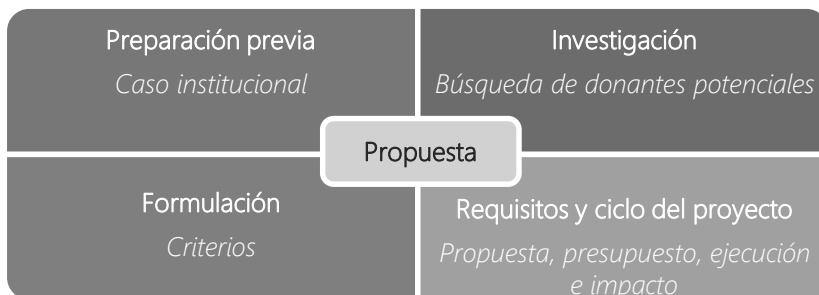 Preparación previa
Caso institucional
Investigación
Búsqueda de donantes potenciales
Propuesta
Formulación
Criterios
Requisitos y ciclo del proyecto
Propuesta, presupuesto, ejecución
e impacto